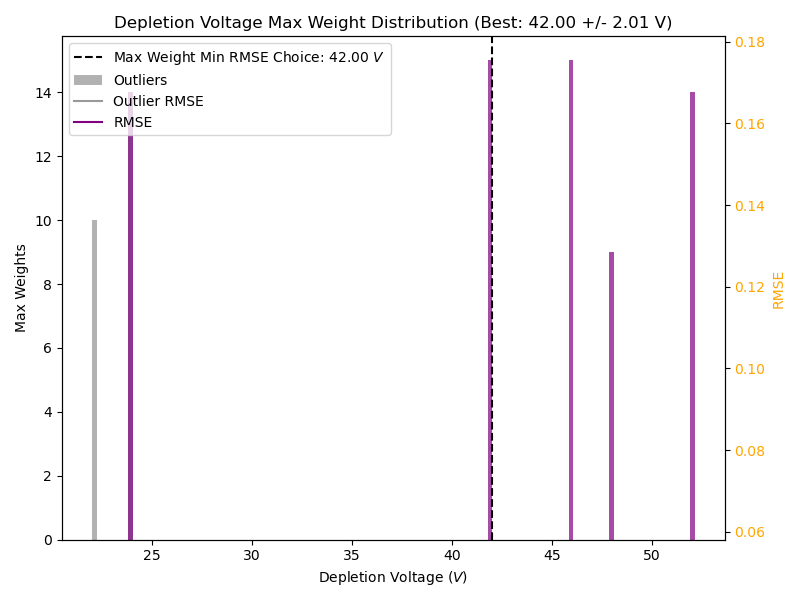 Depletion Voltage Max Weight Distribution (Best: 42.00 +/- 2.01 V)
Max Weight Min RMSE Choice: 42.00 V
Outliers
Outlier RMSE
RMSE
Max Weights
14
12
10
8
6
4
2
0
0.18
0.16
0.14
0.12
0.10
0.08
0.06
RMSE
25 30 35 40 45 50
Depletion Voltage (V)